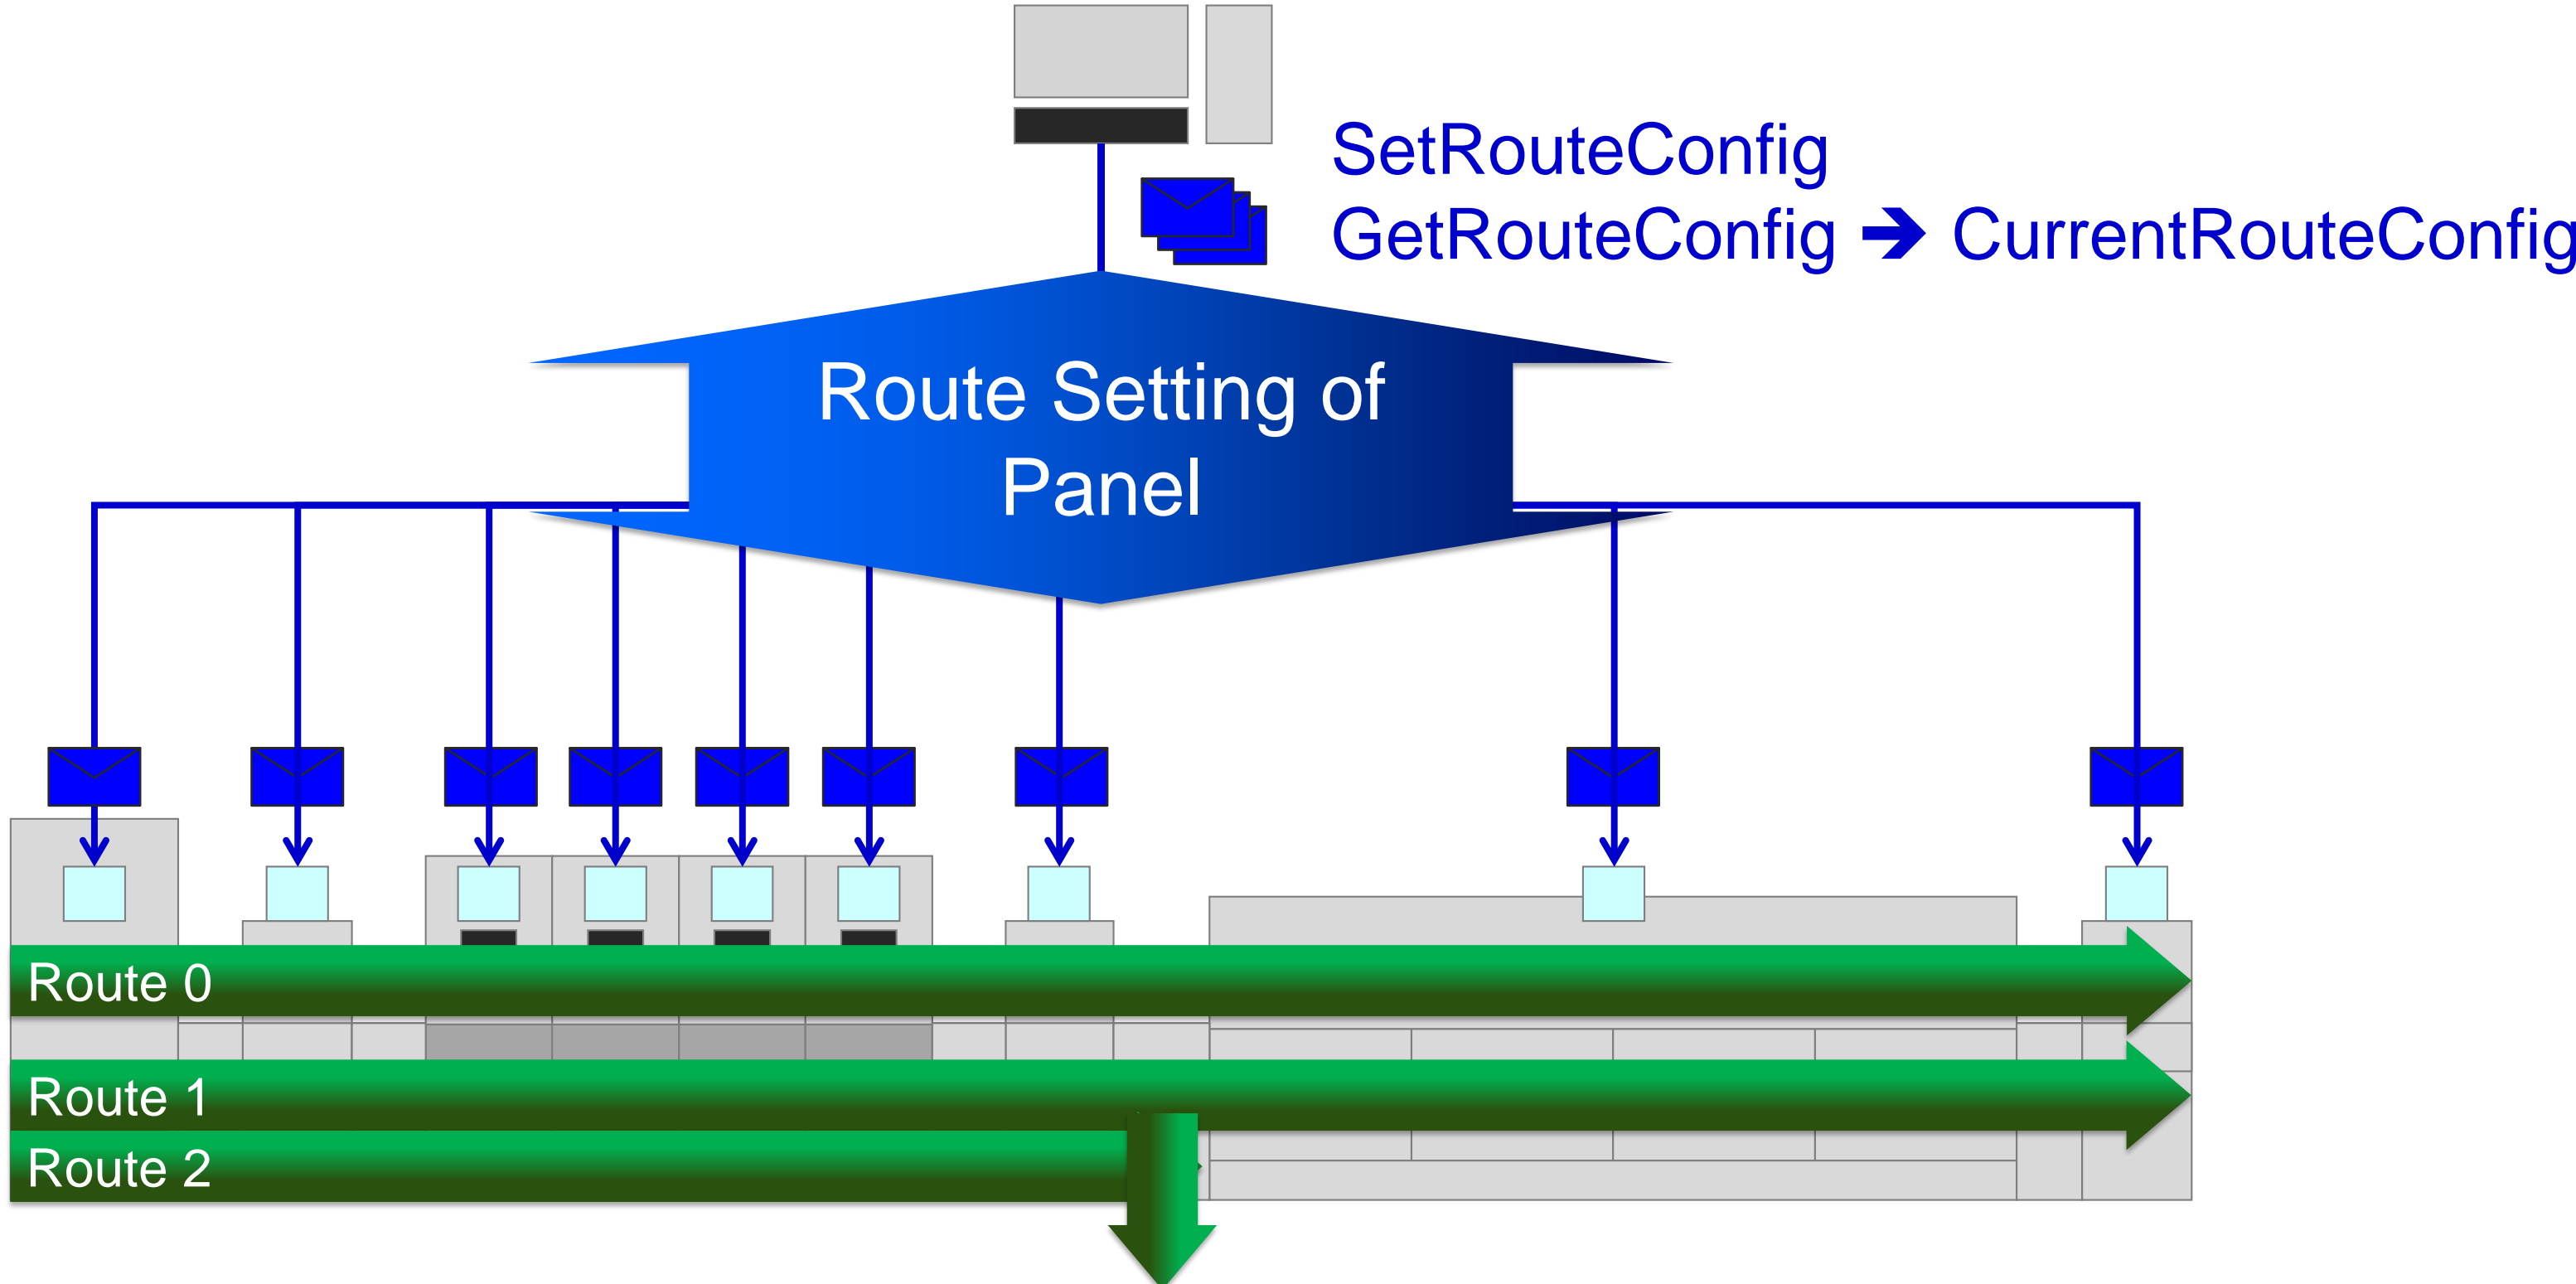 SetRouteConfig
GetRouteConfig ➔ CurrentRouteConfig
Route Setting of
Panel
Route 0
Route 1
Route 2